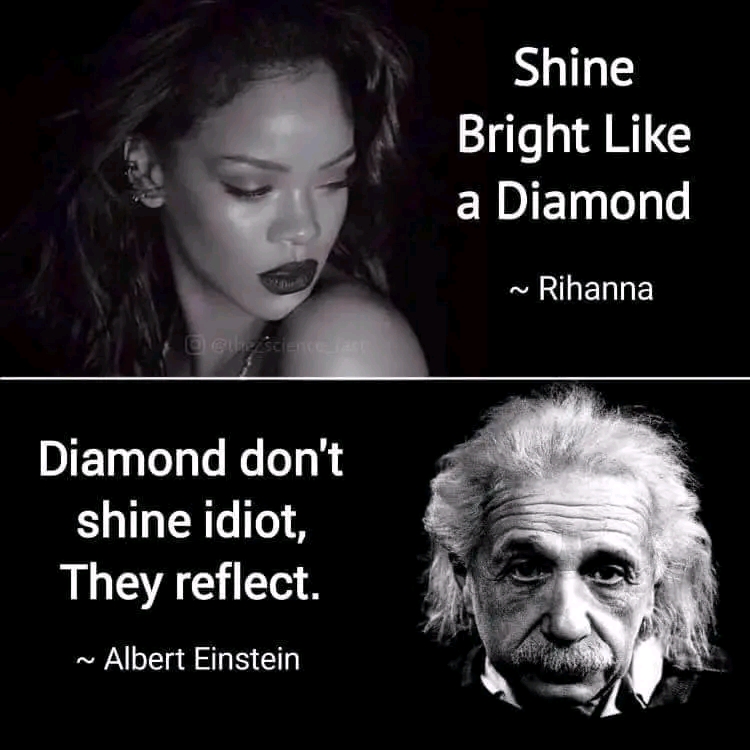 Shine
Bright Like
a Diamond
~ Rihanna
Diamond don't
shine idiot,
They reflect.
~ Albert Einstein